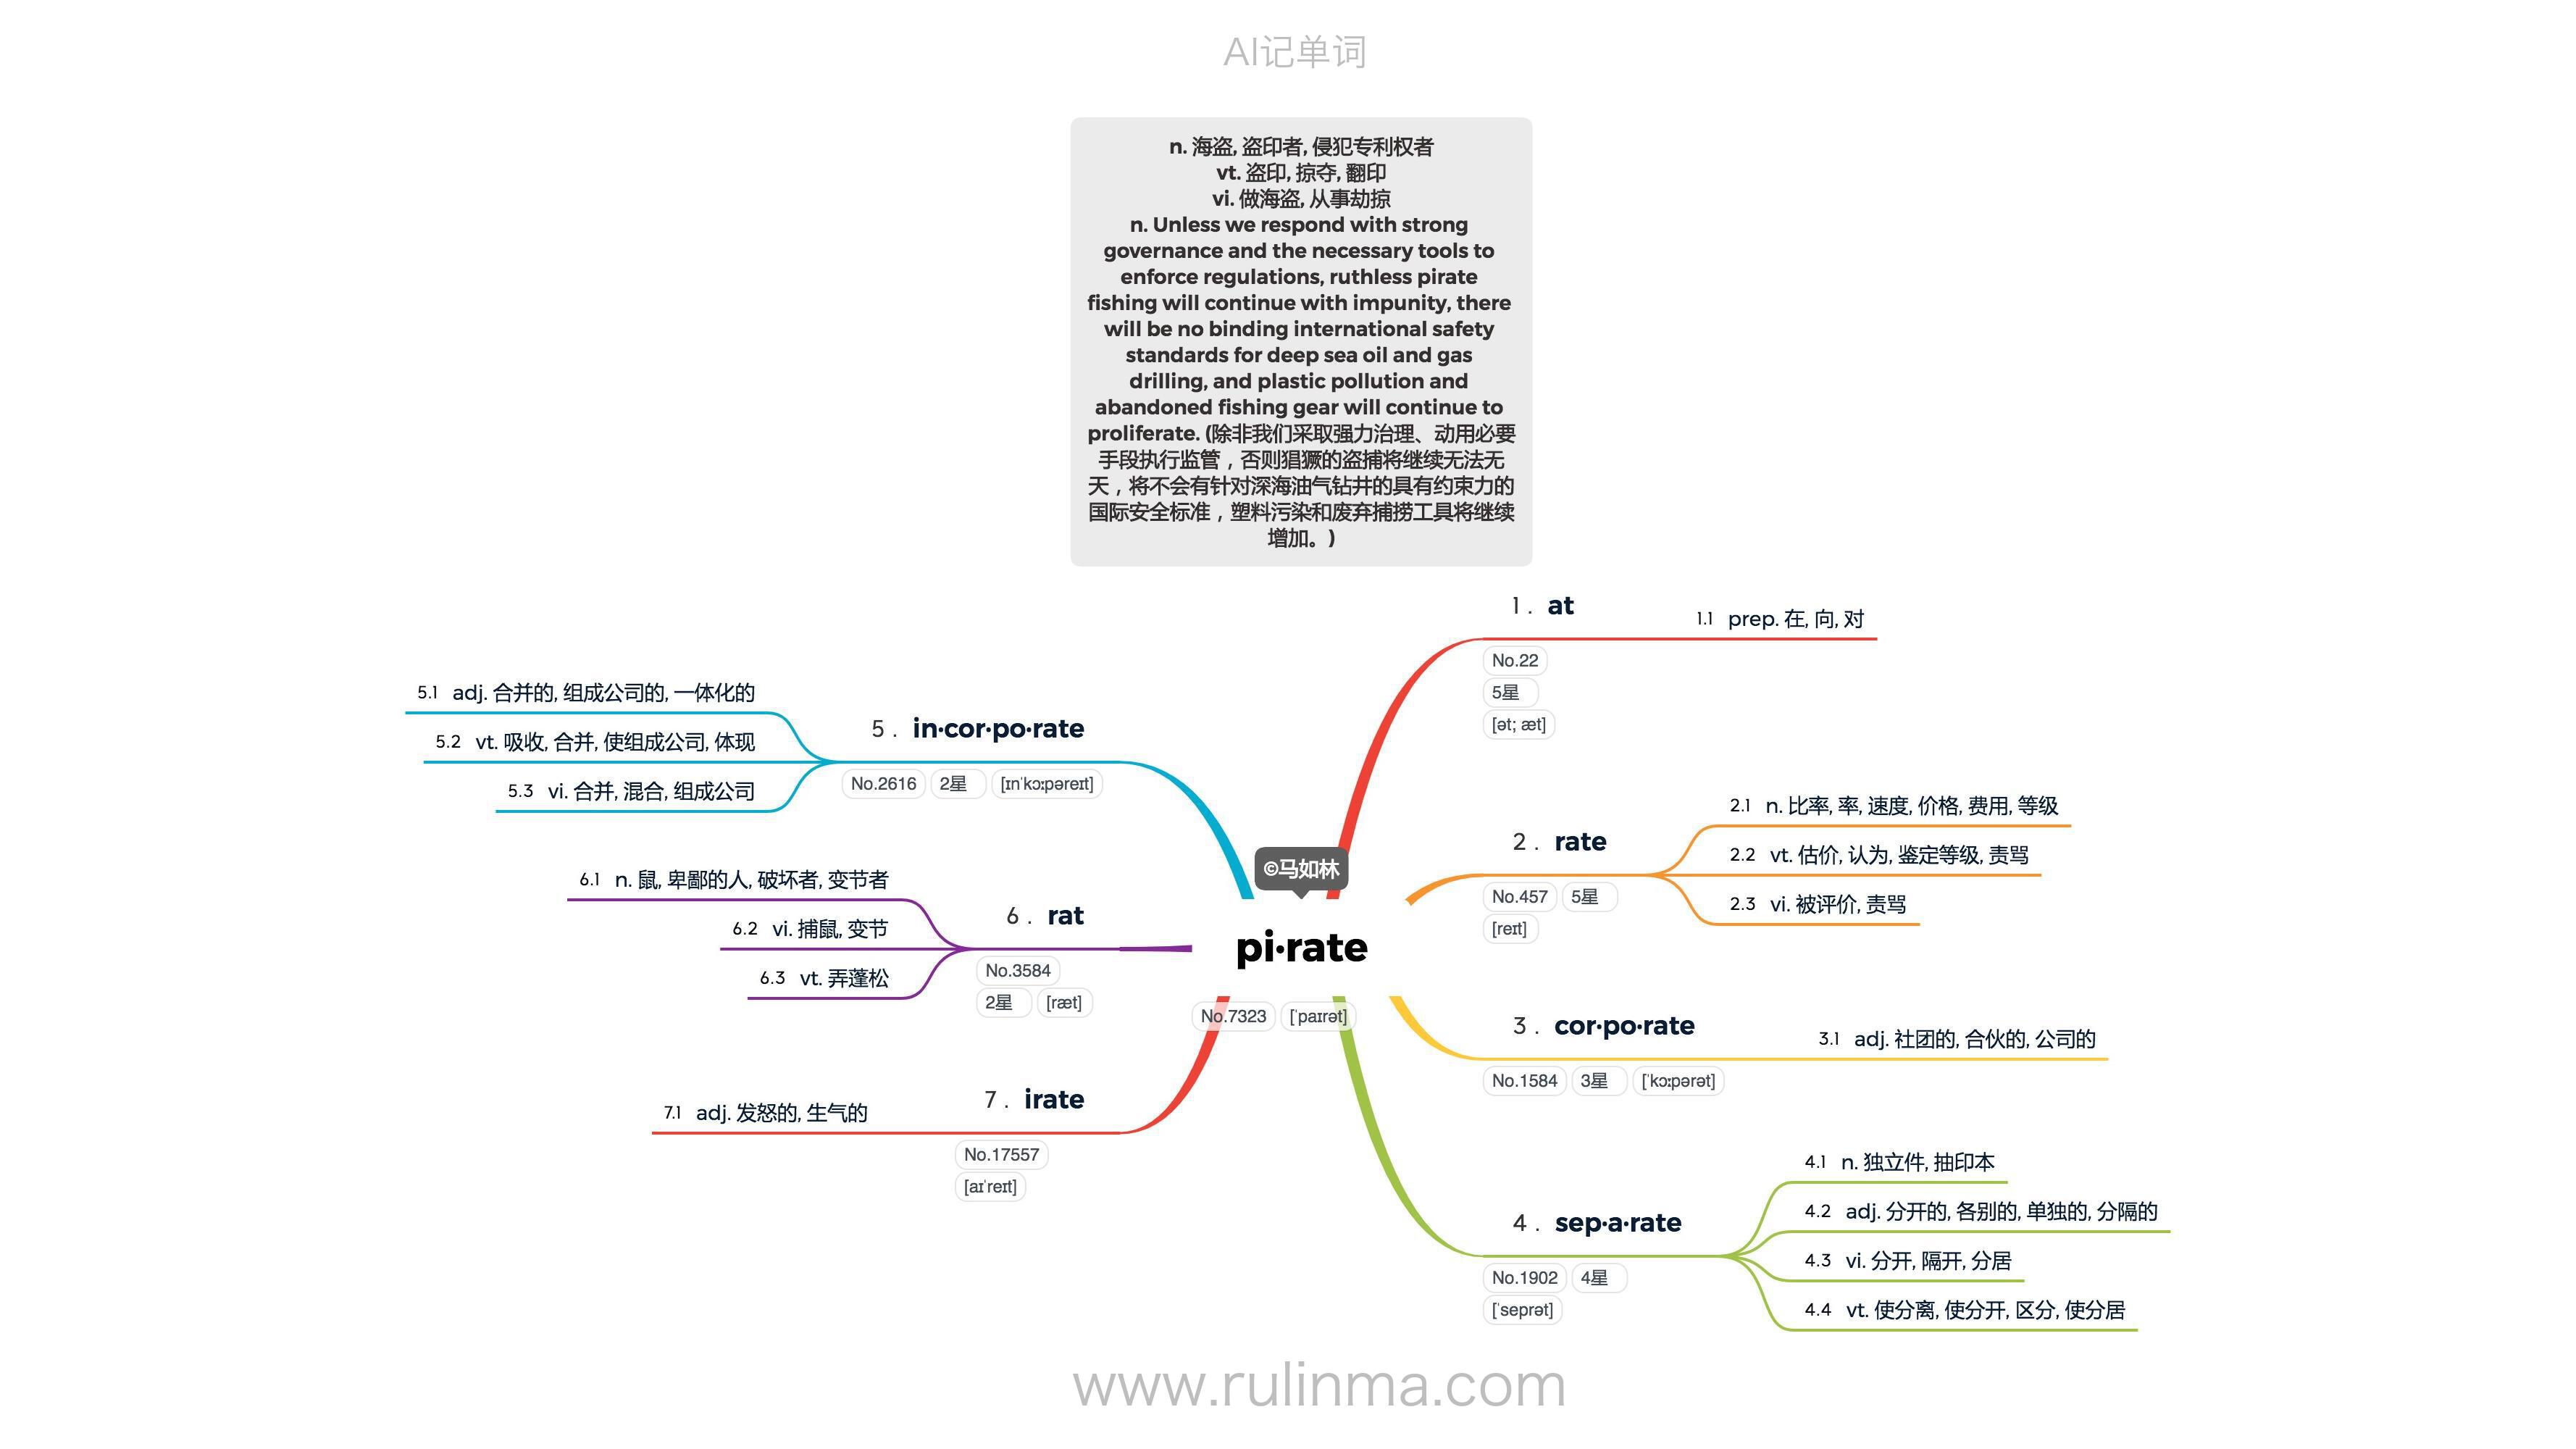 AI记单词
n. 海盗, 盗印者, 侵犯专利权者
vt. 盗印, 掠夺, 翻印
vi. 做海盗, 从事劫掠
n. Unless we respond with strong
governance and the necessary tools to
enforce regulations, ruthless pirate
fishing will continue with impunity, there
will be no binding international safety
standards for deep sea oil and gas
drilling, and plastic pollution and
abandoned fishing gear will continue to
proliferate. (除非我们采取强力治理、动用必要
手段执行监管，否则猖獗的盗捕将继续无法无
天，将不会有针对深海油气钻井的具有约束力的
国际安全标准，塑料污染和废弃捕捞工具将继续
增加。)
©马如林
pi·rate
No.7323 [ˈpaɪrət]
1. at
No.22
5星
[ət; æt]
1.1 prep. 在, 向, 对
2. rate
No.457 5星
[reɪt]
2.1 n. 比率, 率, 速度, 价格, 费用, 等级
2.2 vt. 估价, 认为, 鉴定等级, 责骂
2.3 vi. 被评价, 责骂
3. cor·po·rate
No.1584 3星 [ˈkɔːpərət]
3.1 adj. 社团的, 合伙的, 公司的
4. sep·a·rate
No.1902 4星
[ˈseprət]
4.1 n. 独立件, 抽印本
4.2 adj. 分开的, 各别的, 单独的, 分隔的
4.3 vi. 分开, 隔开, 分居
4.4 vt. 使分离, 使分开, 区分, 使分居
5. in·cor·po·rate
No.2616 2星 [ɪnˈkɔːpəreɪt]
5.1 adj. 合并的, 组成公司的, 一体化的
5.2 vt. 吸收, 合并, 使组成公司, 体现
5.3 vi. 合并, 混合, 组成公司
6. rat
No.3584
2星 [ræt]
6.1 n. 鼠, 卑鄙的人, 破坏者, 变节者
6.2 vi. 捕鼠, 变节
6.3 vt. 弄蓬松
7. irate
No.17557
[aɪˈreɪt]
7.1 adj. 发怒的, 生气的
www.rulinma.com